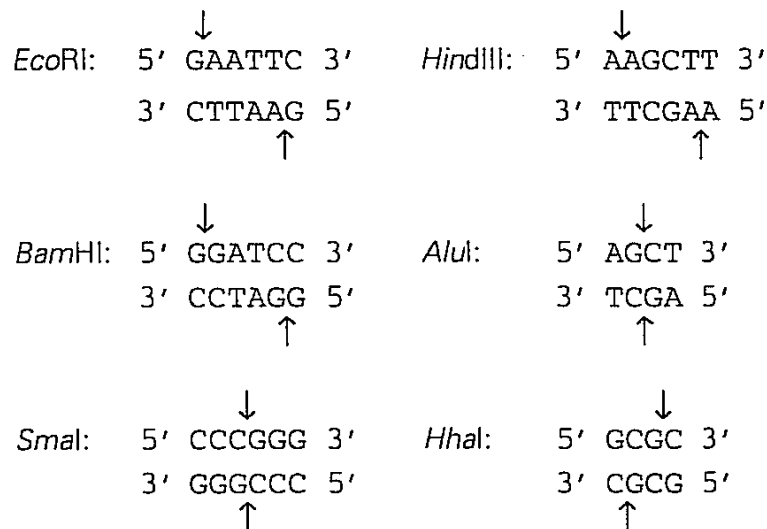 ↓ ↓
EcoRI: 5' GAATTC 3' HindIII: 5' AAGCTT 3'
3' CTTAAG 5' 3' TTCGAA 5'
↑ ↑
↓ ↓
BamHI: 5' GGATCC 3' AluI: 5' AGCT 3'
3' CCTAGG 5' 3' TCGA 5'
↑ ↑
↓ ↓
SmaI: 5' CCCGGG 3' HhaI: 5' GCGC 3'
3' GGGCCC 5' 3' CGCG 5'
↑ ↑